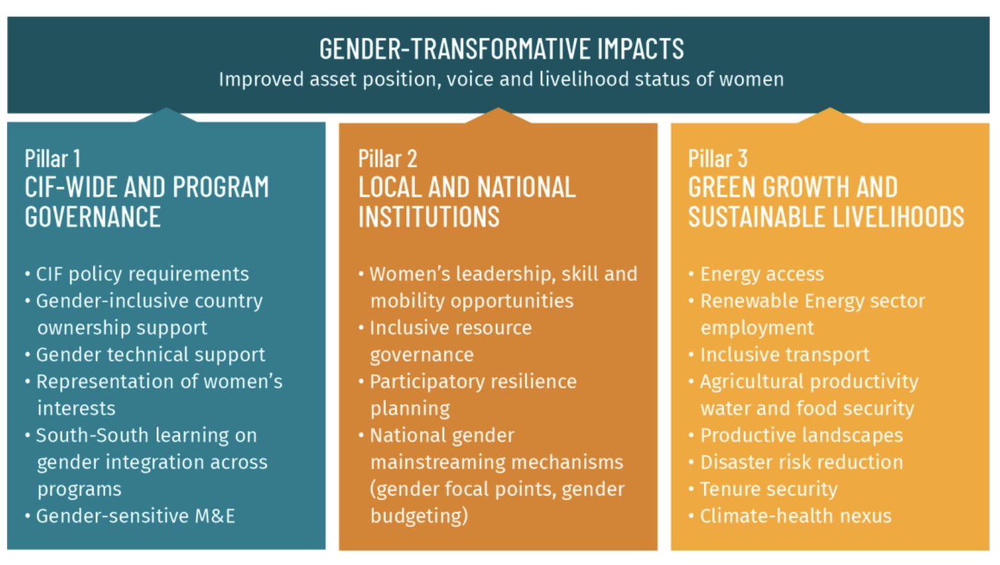 GENDER-TRANSFORMATIVE IMPACTS
Improved asset position, voice and livelihood status of women
Pillar 1
CIF-WIDE AND PROGRAM
GOVERNANCE
• CIF policy requirements
• Gender-inclusive country
ownership support
• Gender technical support
• Representation of women’s
interests
• South-South learning on
gender integration across
programs
• Gender-sensitive M&E
Pillar 2
LOCAL AND NATIONAL
INSTITUTIONS
• Women’s leadership, skill and
mobility opportunities
• Inclusive resource
governance
• Participatory resilience
planning
• National gender
mainstreaming mechanisms
(gender focal points, gender
budgeting)
Pillar 3
GREEN GROWTH AND
SUSTAINABLE LIVELIHOODS
• Energy access
• Renewable Energy sector
employment
• Inclusive transport
• Agricultural productivity
water and food security
• Productive landscapes
• Disaster risk reduction
• Tenure security
• Climate-health nexus